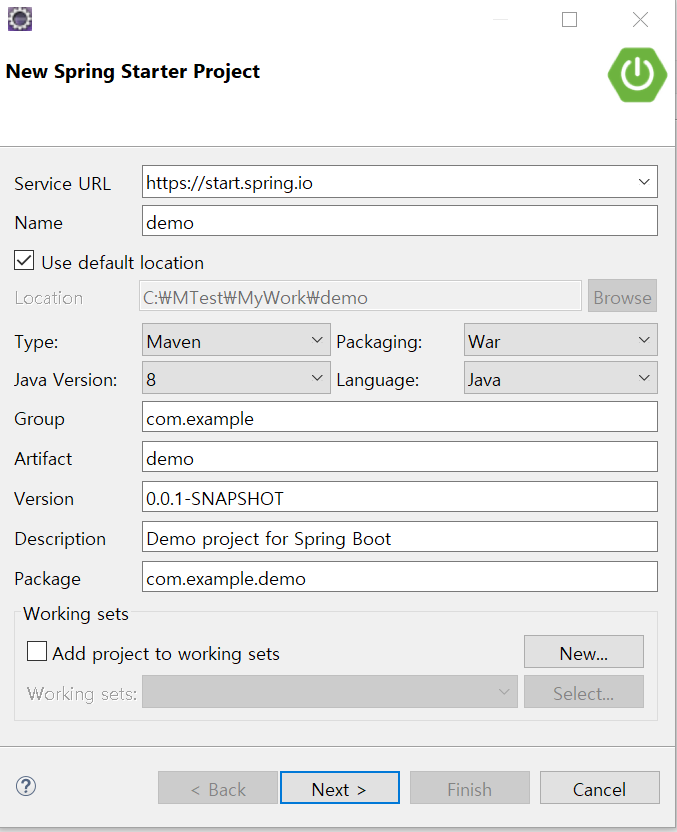 New Spring Starter Project
Service URL https://start.spring.io
Name demo
Use default location
Location C:₩MTest₩MyWork₩demo Browse
Type: Maven Packaging: War
Java Version: 8 Language: Java
Group com.example
Artifact demo
Version 0.0.1-SNAPSHOT
Description Demo project for Spring Boot
Package com.example.demo
Working sets
Add project to working sets New...
Working sets: Select...
? < Back Next > Finish Cancel